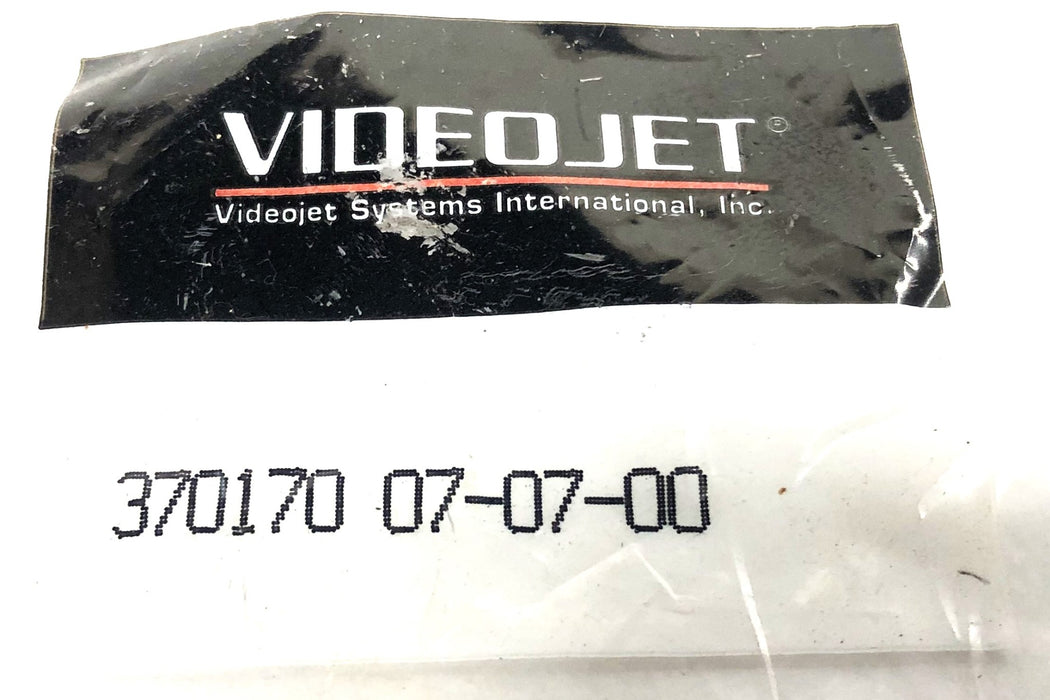 VIDEOJET®
Videojet Systems International, Inc.
370170 07-07-00